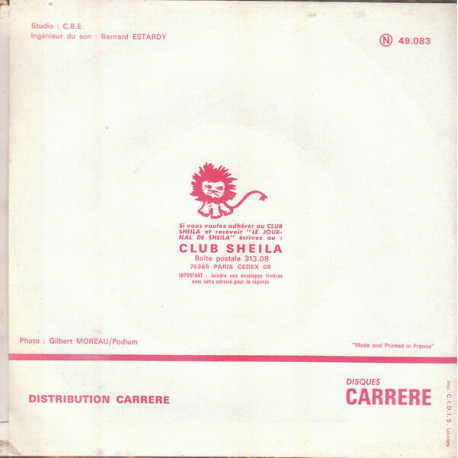 Studio : C.B.E.
Ingénieur du son : Bernard ESTARDY
N 49.083
Si vous voulez adhérer au CLUB
SHEILA et recevoir "LE JOUR-
NAL DE SHEILA" écrivez au :
CLUB SHEILA
Boîte postale 313.08
75365 PARIS CEDEX 08
IMPORTANT : Joindre une enveloppe timbrée
avec votre adresse pour la réponse
Photo : Gilbert MOREAU/Podium
"Made and Printed in France"
DISTRIBUTION CARRERE
DISQUES
CARRERE
Imp. C.I.D.I.S.